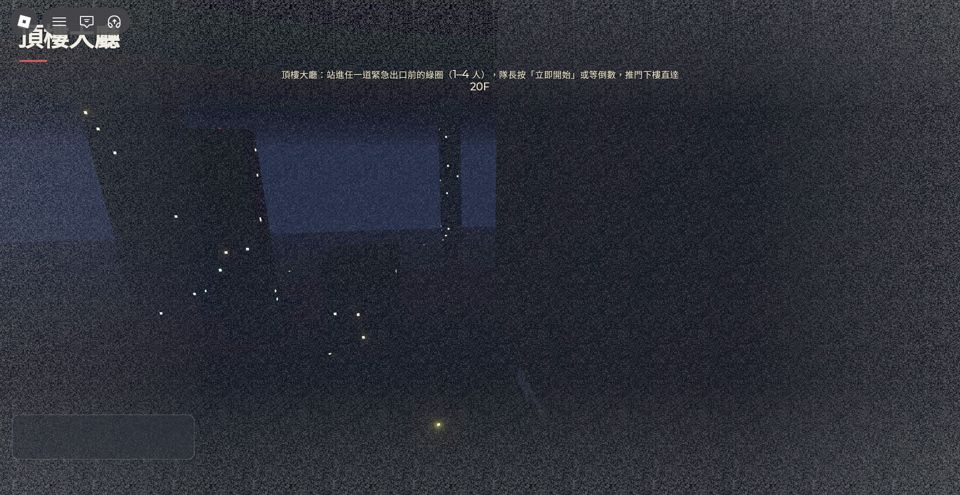 頂樓大廳
頂樓大廳：站進任一道緊急出口前的綠圈（1–4 人），隊長按「立即開始」或等倒數，推門下樓直達
20F